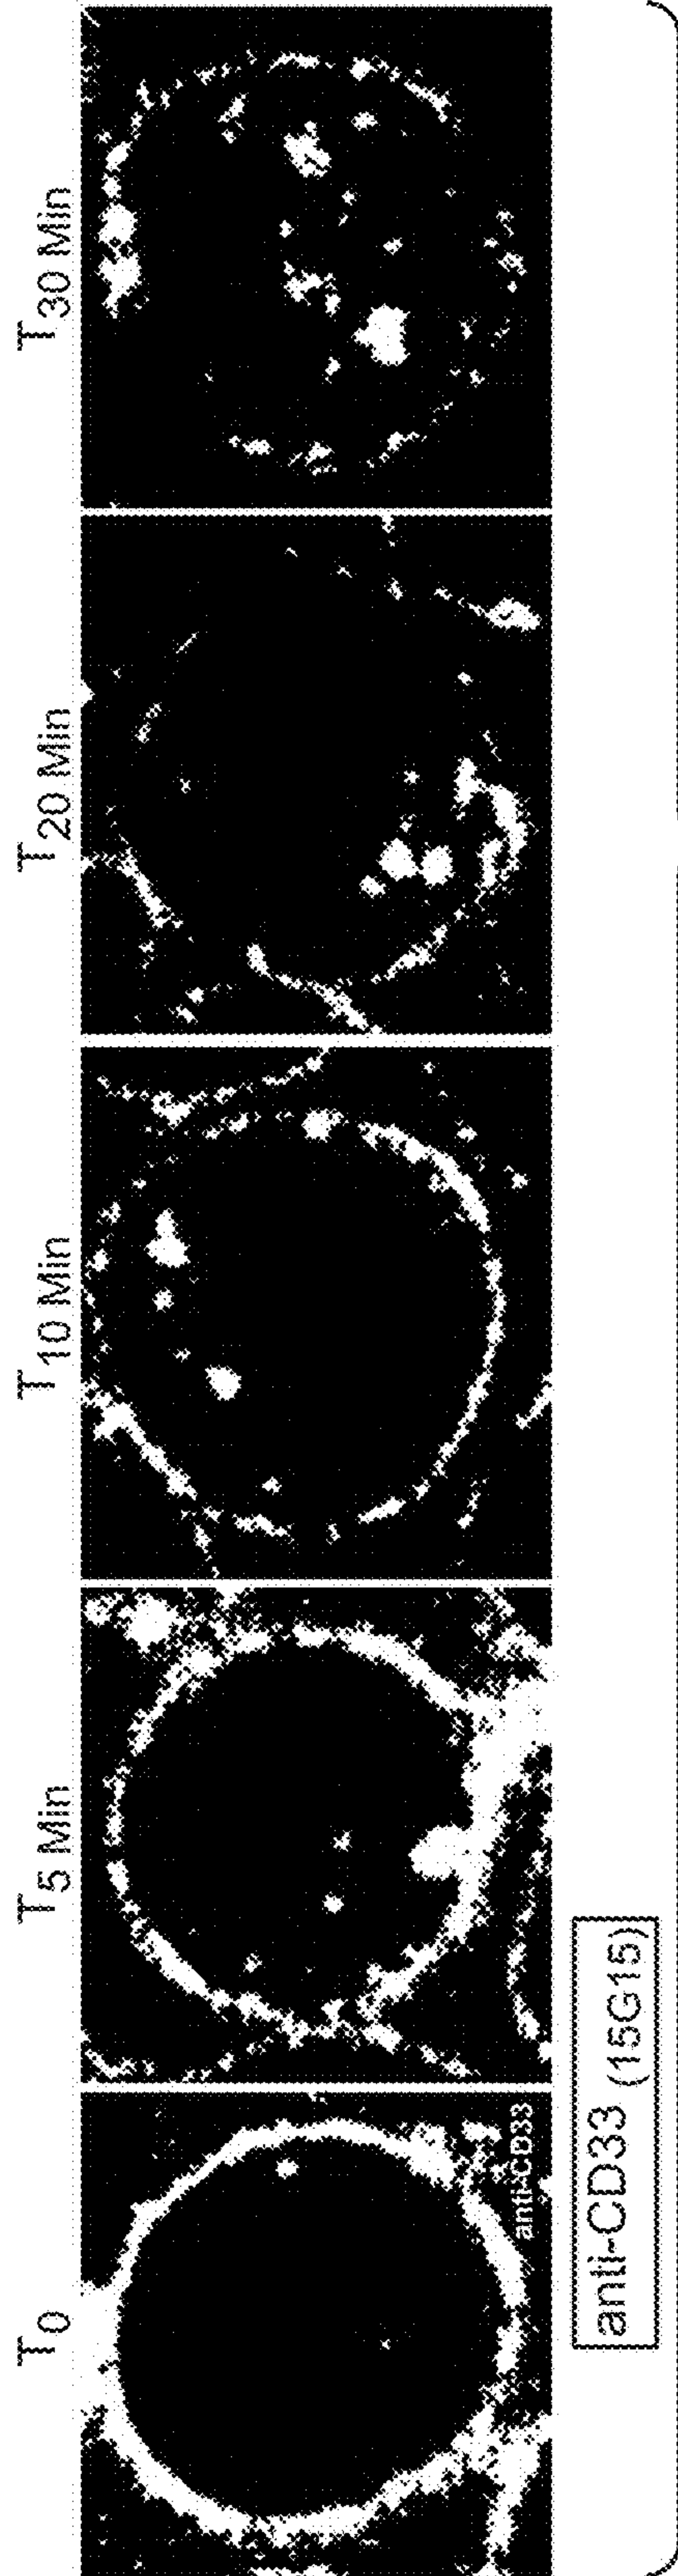 T0
T5 Min
T10 Min
T20 Min
T30 Min
anti-CD33
anti-CD33 (15G15)